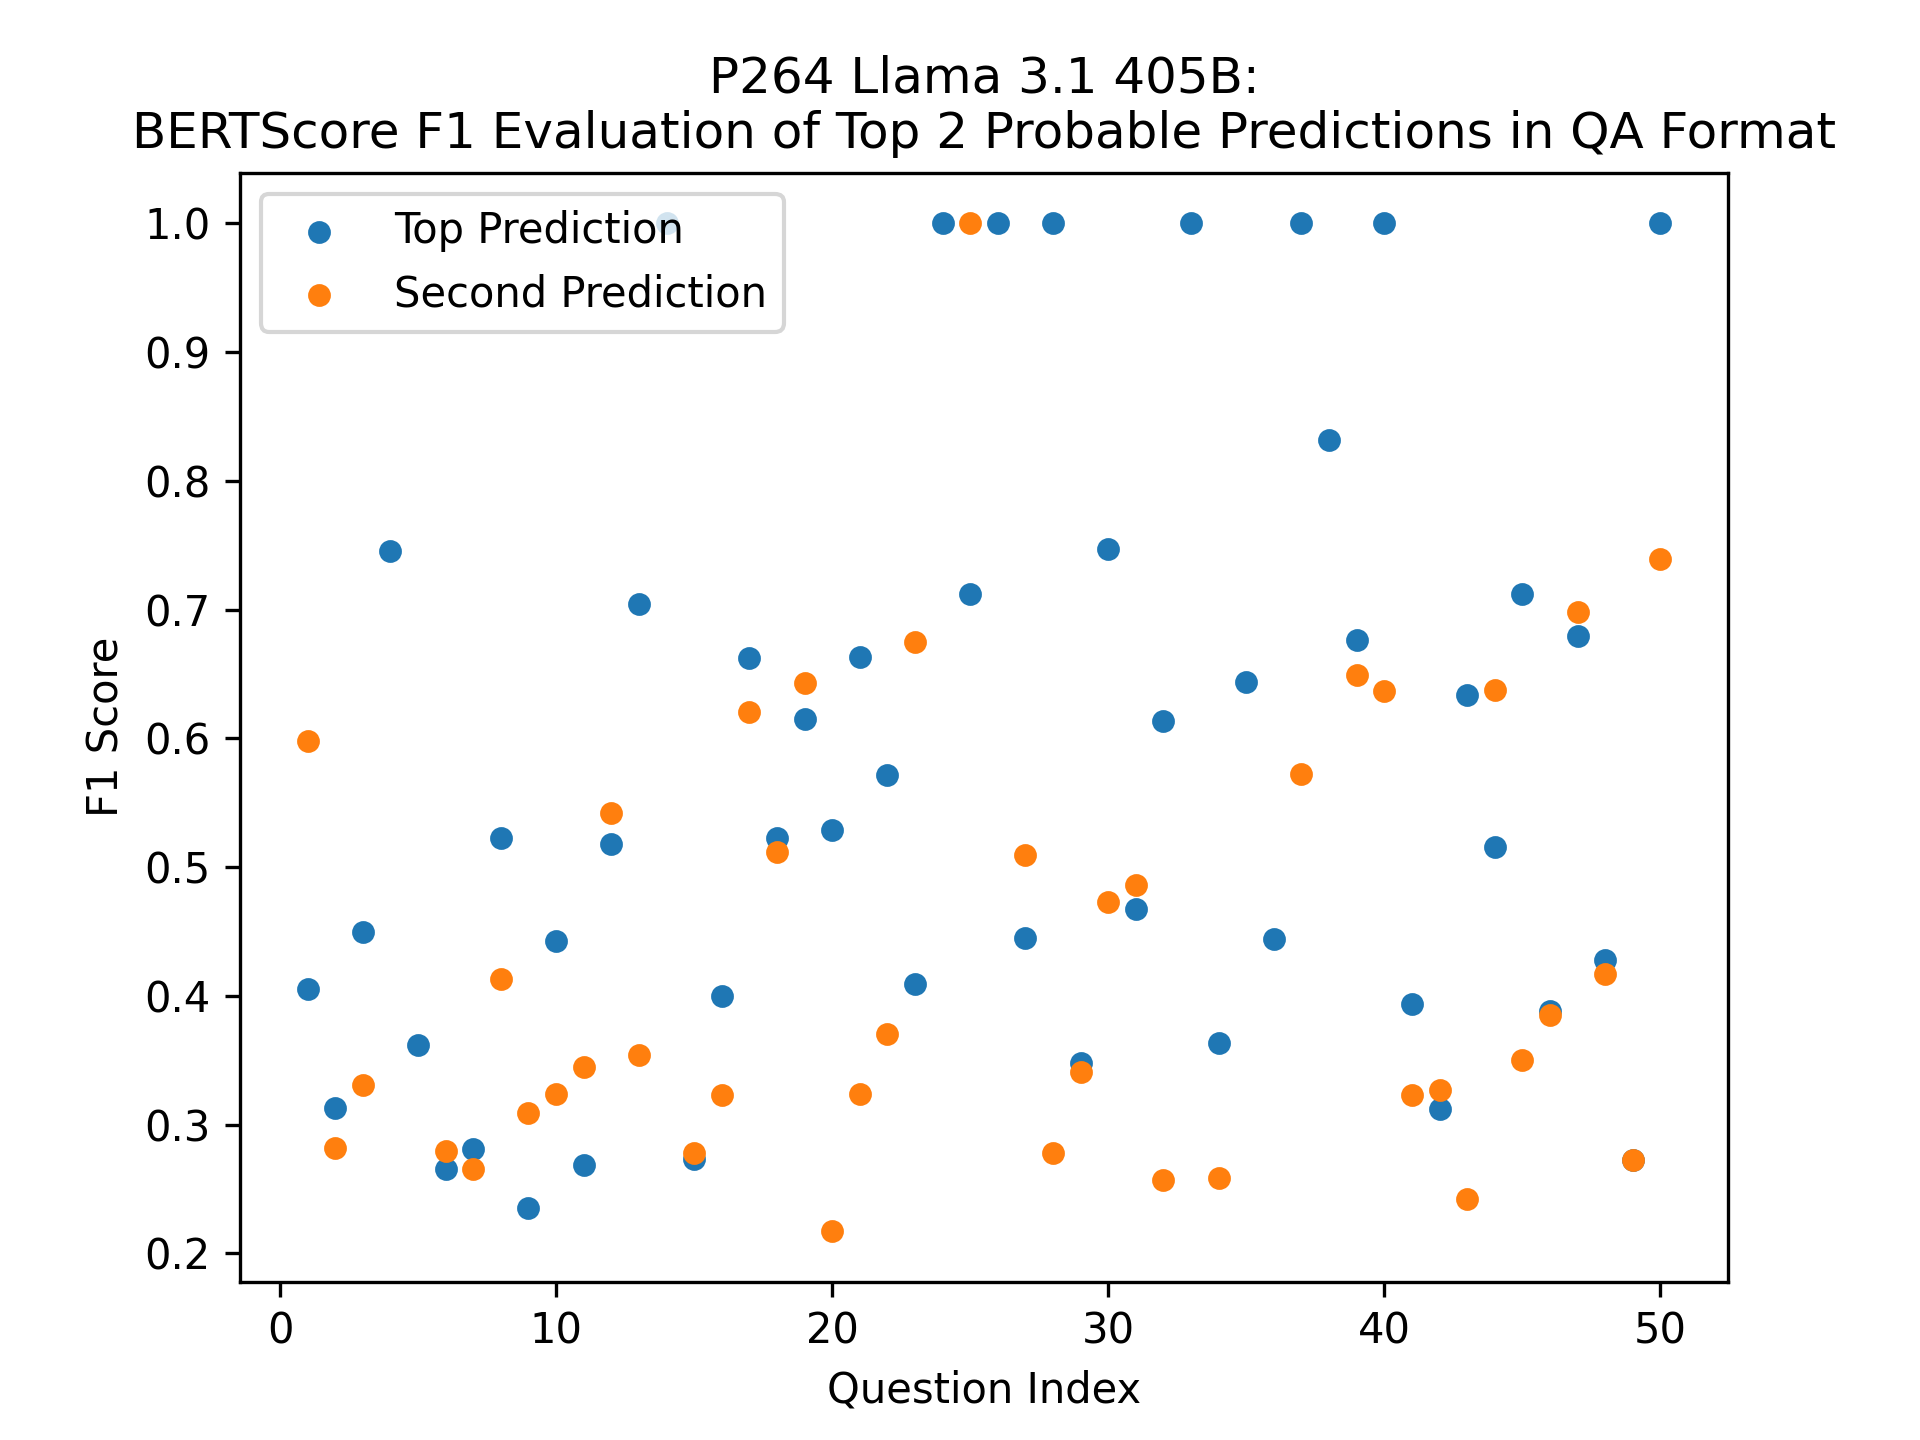 P264 Llama 3.1 405B:
BERTScore F1 Evaluation of Top 2 Probable Predictions in QA Format
Top Prediction
Second Prediction
1.0
0.9
0.8
0.7
0.6
0.5
0.4
0.3
0.2
F1 Score
0 10 20 30 40 50
Question Index